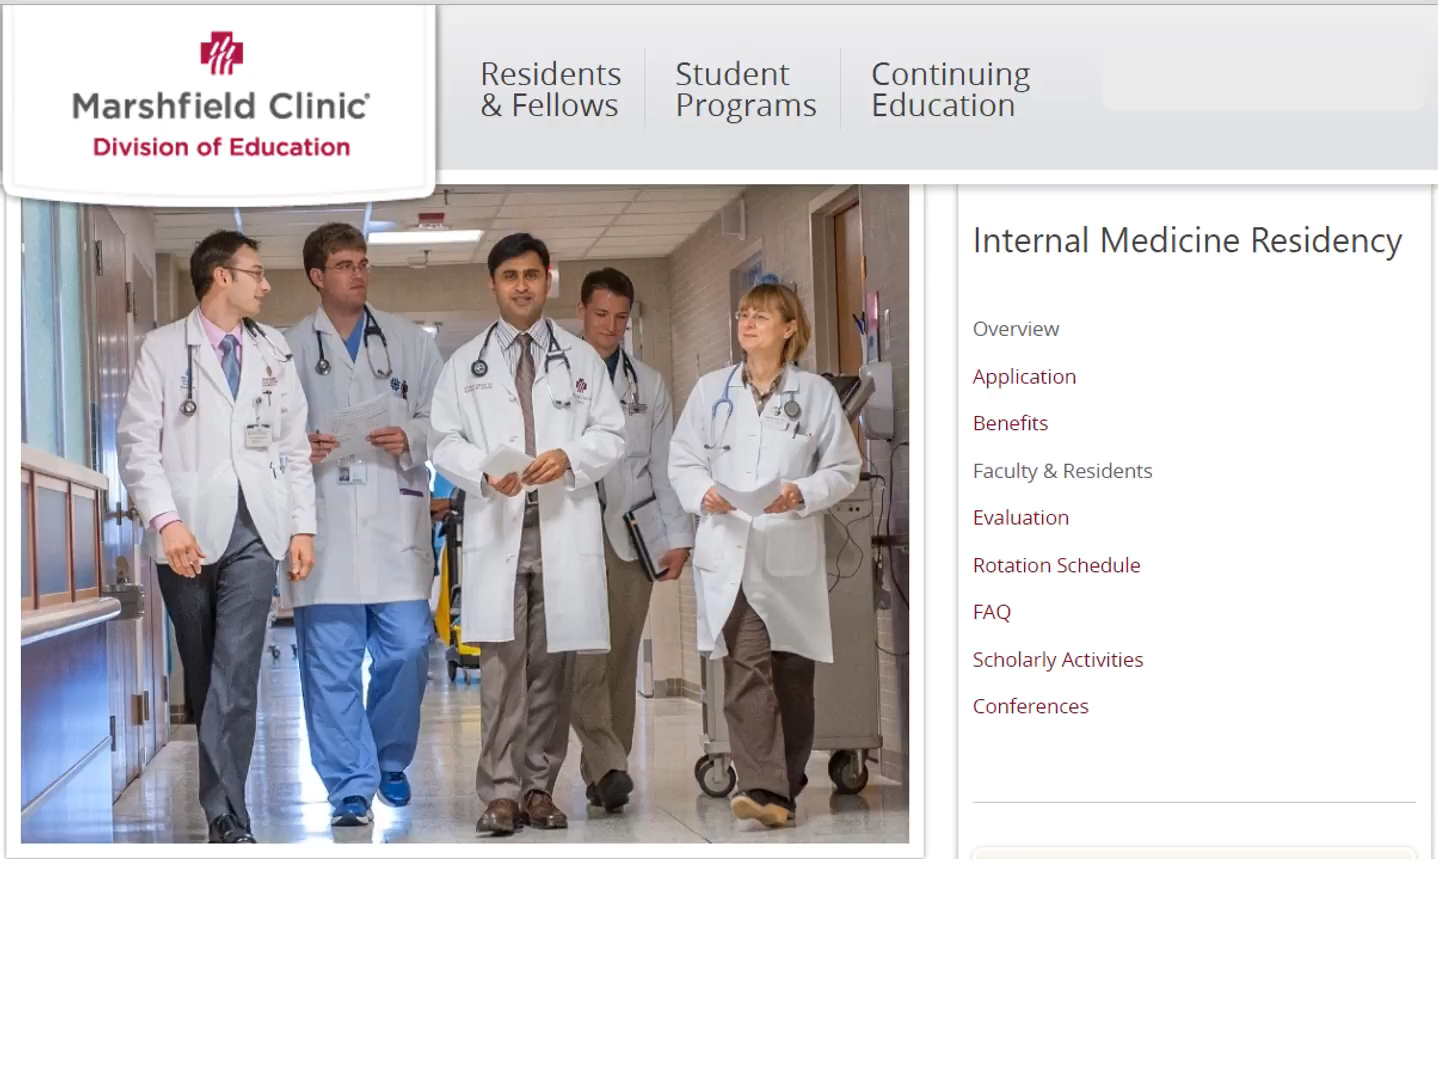 Marshfield Clinic®
Division of Education
Residents
& Fellows
Student
Programs
Continuing
Education
Internal Medicine Residency
Overview
Application
Benefits
Faculty & Residents
Evaluation
Rotation Schedule
FAQ
Scholarly Activities
Conferences